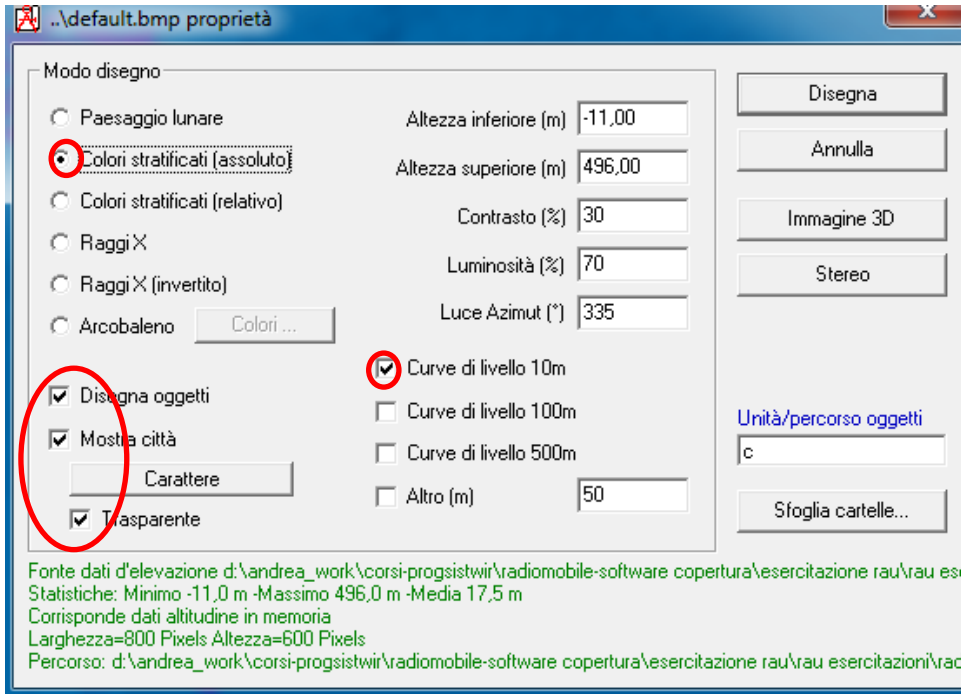 ..\default.bmp proprietà
x
Modo disegno
Paesaggio lunare
Colori stratificati (assoluto)
Colori stratificati (relativo)
Raggi X
Raggi X (invertito)
Arcobaleno
Colori ...
Altezza inferiore (m) -11,00
Altezza superiore (m) 496,00
Contrasto (%) 30
Luminosità (%) 70
Luce Azimut (°) 335
Disegna oggetti
Mostra città
Carattere
Trasparente
Curve di livello 10m
Curve di livello 100m
Curve di livello 500m
Altro (m) 50
Disegna
Annulla
Immagine 3D
Stereo
Unità/percorso oggetti
c
Sfoglia cartelle...
Fonte dati d'elevazione d:\andrea_work\corsi-progsistwir\radiomobile-software copertura\esercitazione rau\rau ese
Statistiche: Minimo -11,0 m -Massimo 496,0 m -Media 17,5 m
Corrisponde dati altitudine in memoria
Larghezza=800 Pixels Altezza=600 Pixels
Percorso: d:\andrea_work\corsi-progsistwir\radiomobile-software copertura\esercitazione rau\rau esercitazioni\rad